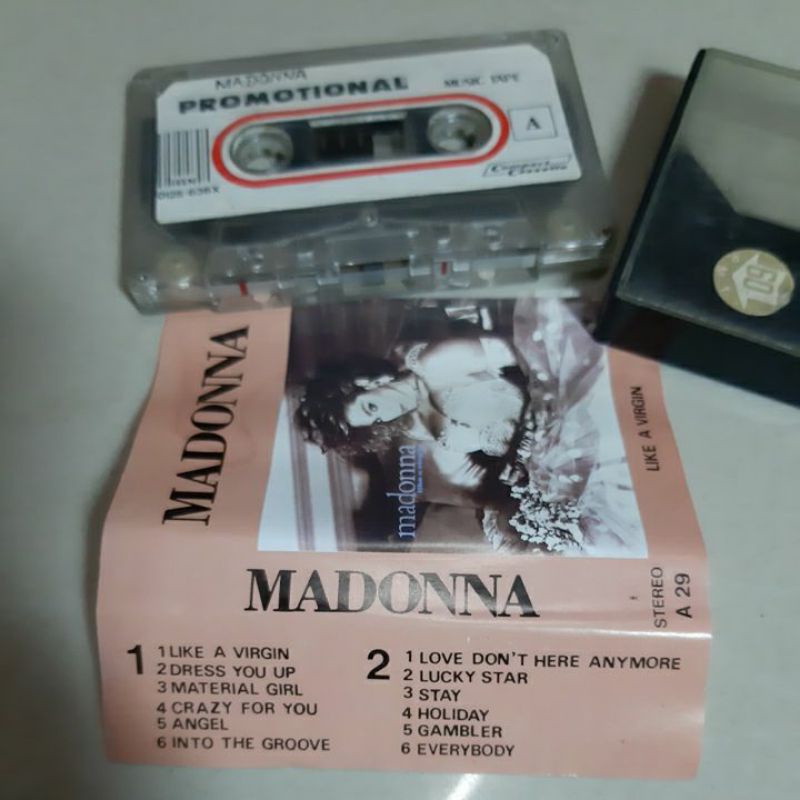 MADONNA
PROMOTIONAL
MUSIC TAPE
A
Compact
Cassette
MADONNA
madonna
LIKE A VIRGIN
STEREO
A 29
MADONNA
1
1 LIKE A VIRGIN
2 DRESS YOU UP
3 MATERIAL GIRL
4 CRAZY FOR YOU
5 ANGEL
6 INTO THE GROOVE
2
1 LOVE DON'T HERE ANYMORE
2 LUCKY STAR
3 STAY
4 HOLIDAY
5 GAMBLER
6 EVERYBODY